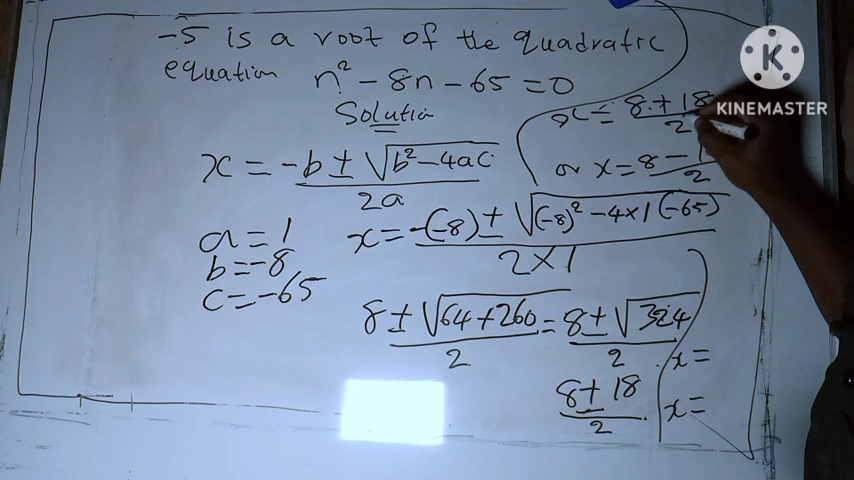 -5 is a root of the quadratic
equation n² - 8n - 65 = 0
Solution
x = (-b ± √(b² - 4ac))/2a
a = 1
b = -8
c = -65
x = (-(-8) ± √((-8)² - 4×1(-65)))/(2×1)
(8 ± √(64+260))/2 = (8 ± √324)/2
(8 ± 18)/2
x =
x =
x = (8 + 18)/2
or x = (8 - 1)/2
KINEMASTER